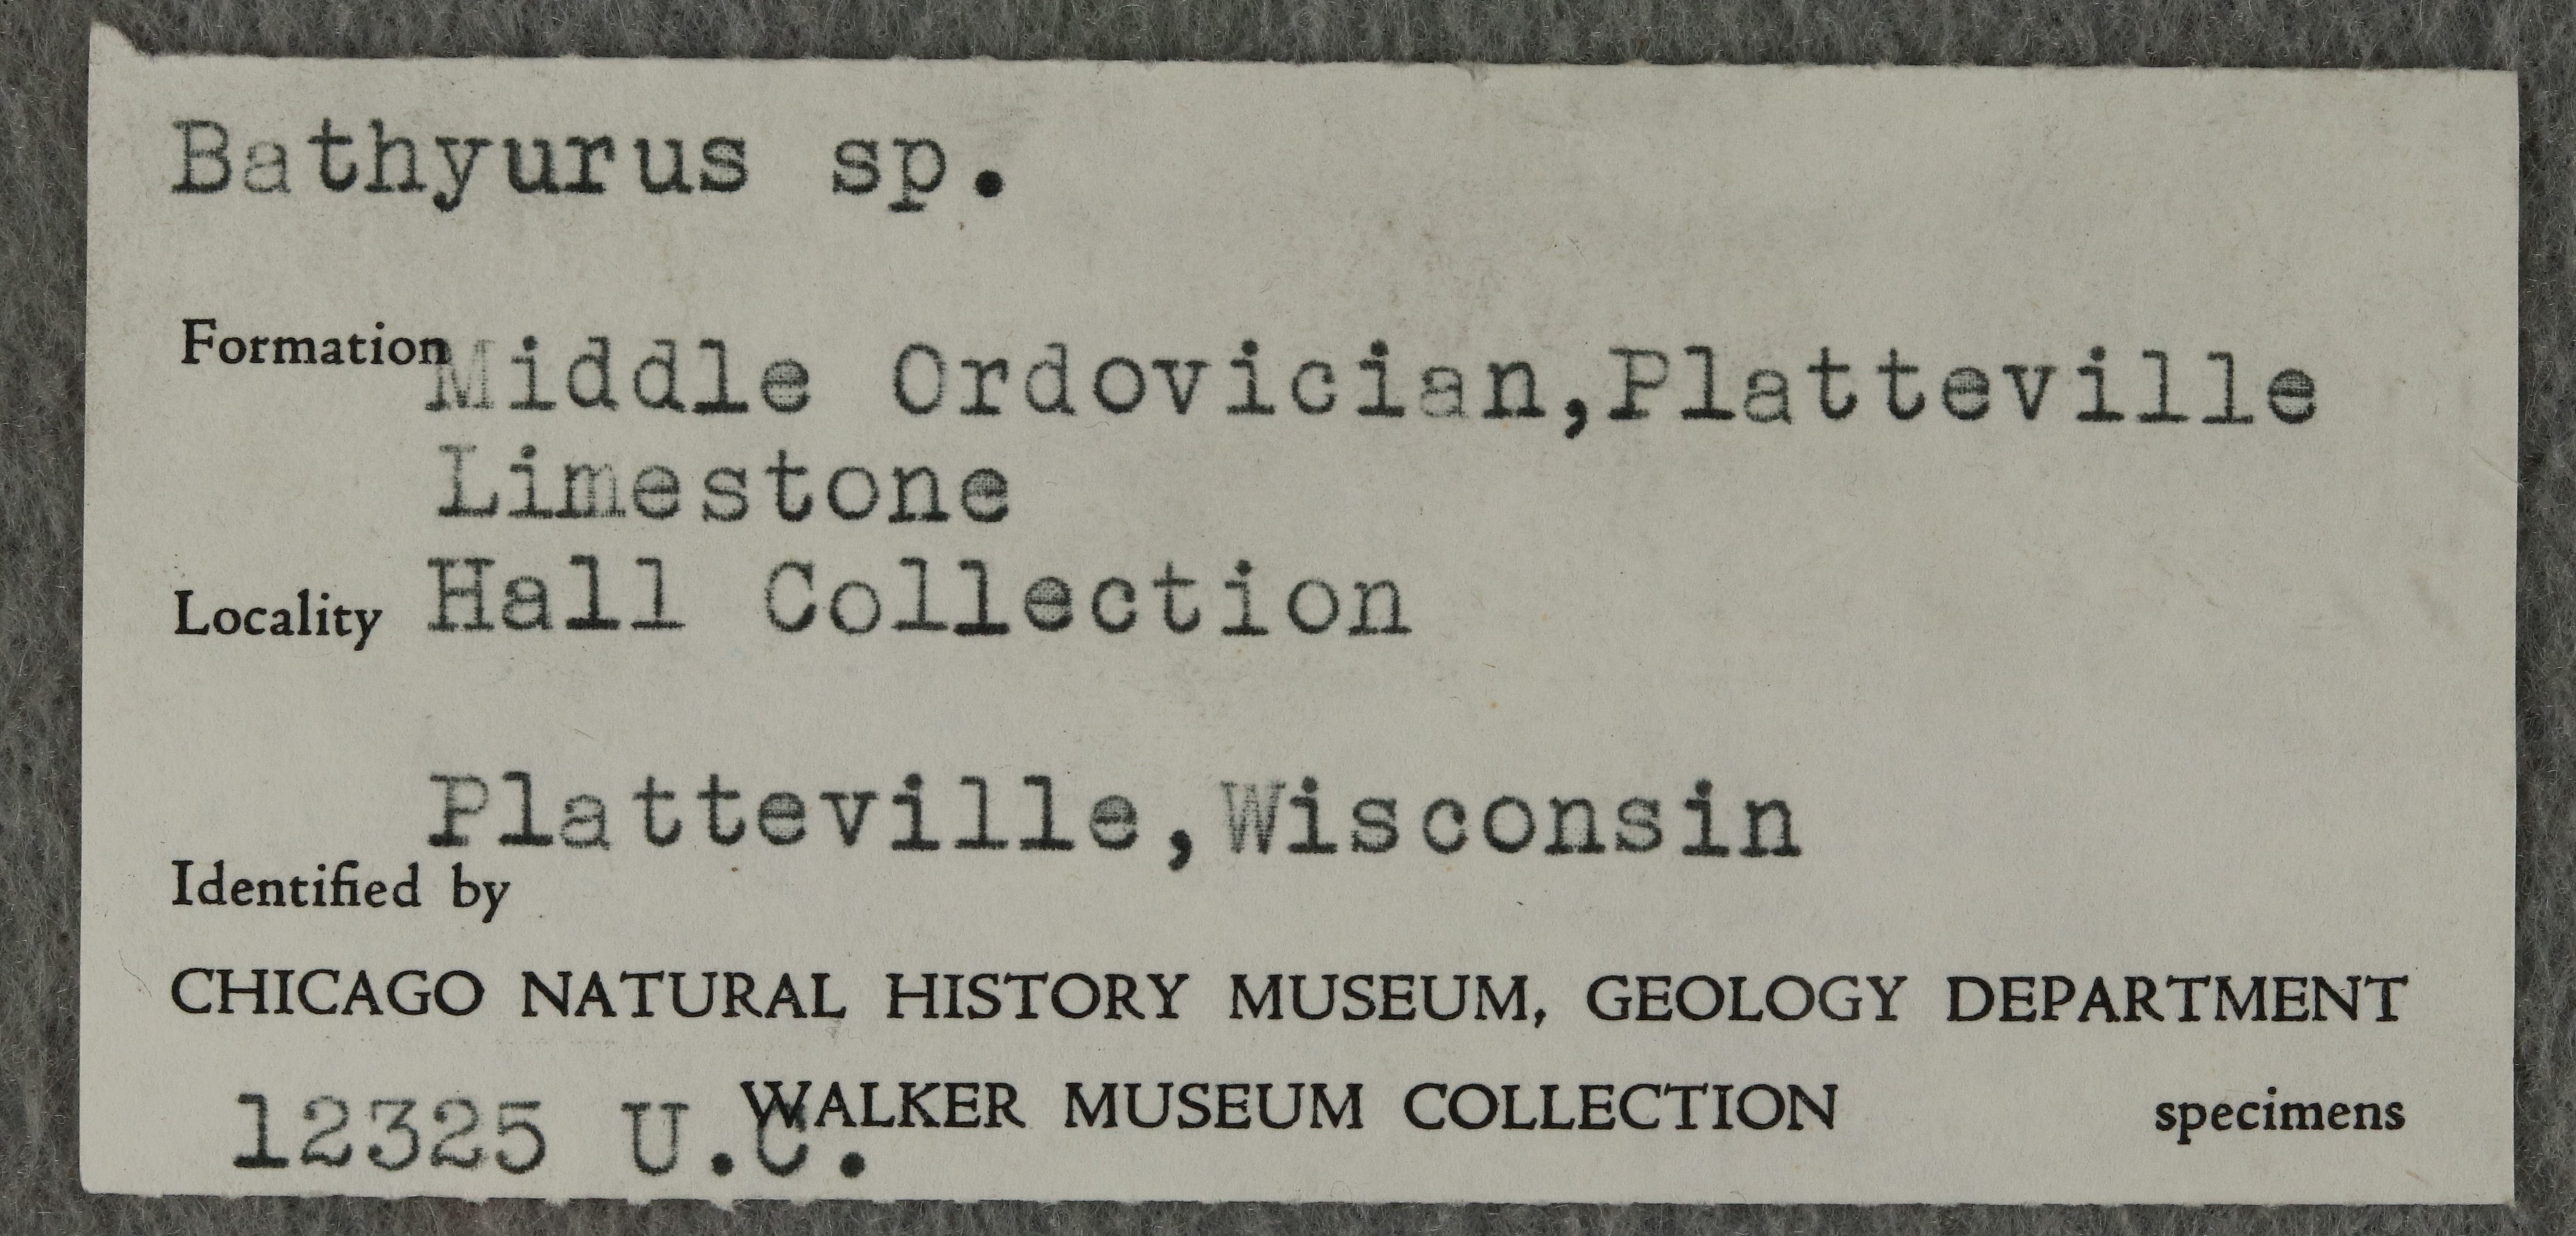 Bathyurus sp.
Formation Middle Ordovician,Platteville
Limestone
Locality Hall Collection
Platteville,Wisconsin
Identified by
CHICAGO NATURAL HISTORY MUSEUM, GEOLOGY DEPARTMENT
12325 U.C. WALKER MUSEUM COLLECTION specimens